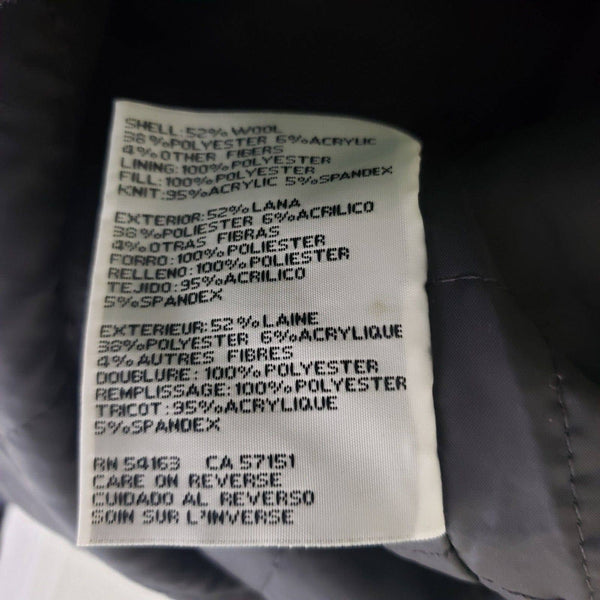 SHELL:52% WOOL
38%POLYESTER 6%ACRYLIC
4%OTHER FIBERS
LINING:100%POLYESTER
FILL:100%POLYESTER
KNIT:95%ACRYLIC 5%SPANDEX
EXTERIOR:52%LANA
38%POLIESTER 6%ACRILICO
4%OTRAS FIBRAS
FORRO:100%POLIESTER
RELLENO:100%POLIESTER
TEJIDO:95%ACRILICO
5%SPANDEX
EXTERIEUR:52%LAINE
38%POLYESTER 6%ACRYLIQUE
4%AUTRES FIBRES
DOUBLURE:100%POLYESTER
REMPLISSAGE:100%POLYESTER
TRICOT:95%ACRYLIQUE
5%SPANDEX
RN 54163 CA 57151
CARE ON REVERSE
CUIDADO AL REVERSO
SOIN SUR L'INVERSE